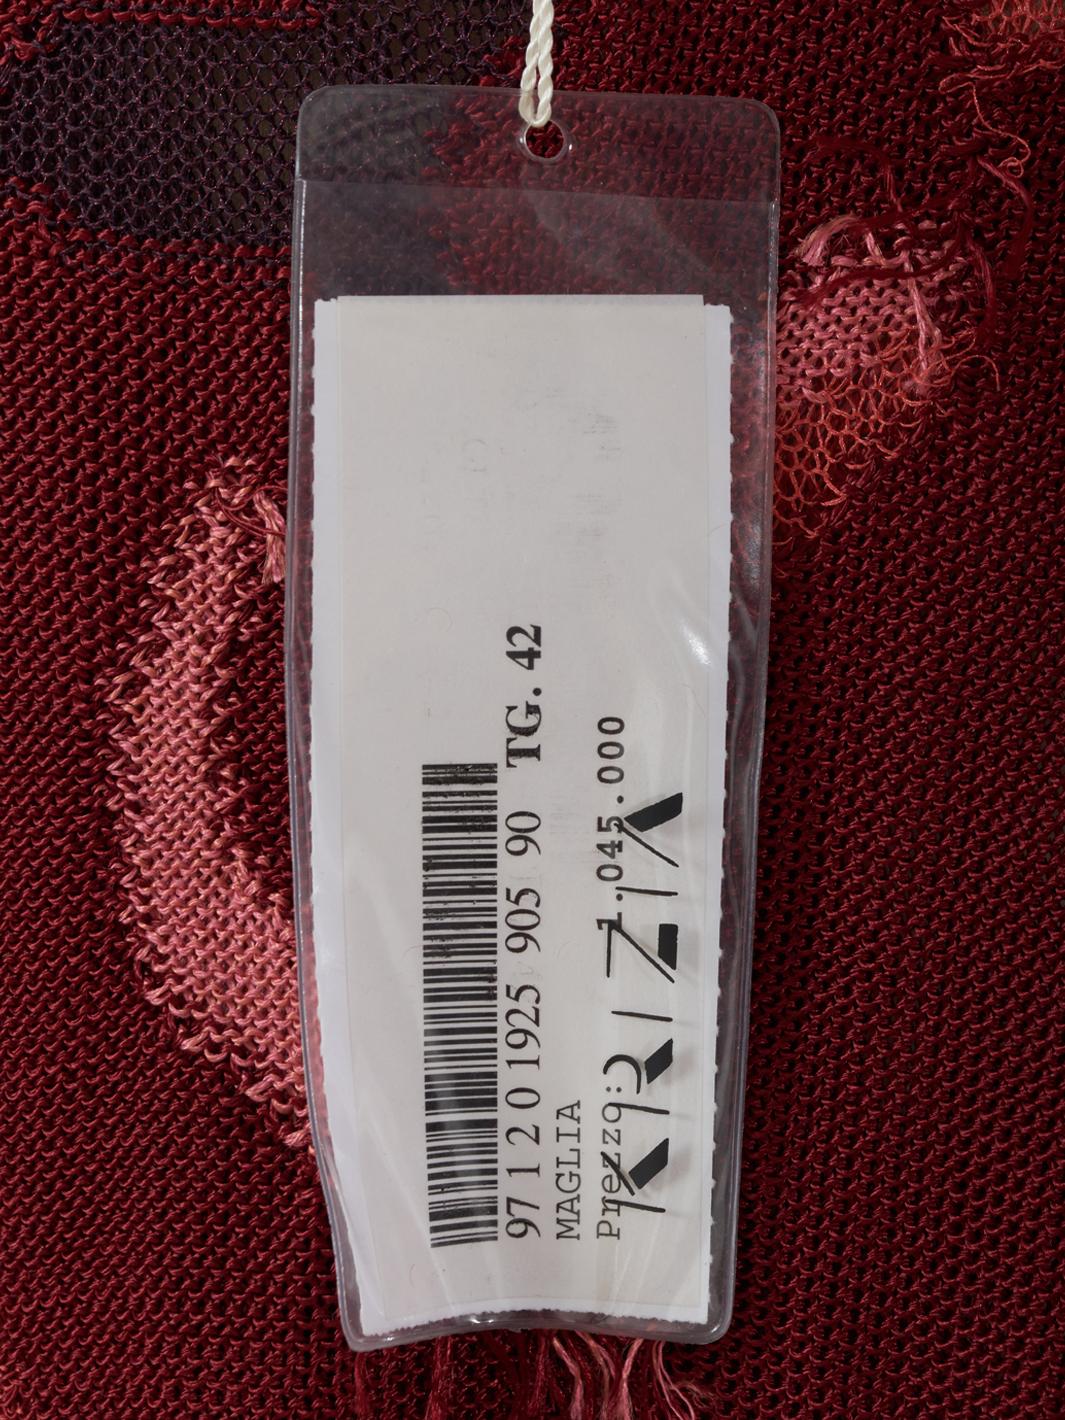 97 1 2 0 1925 905 90 TG. 42
MAGLIA
Prezzo: 1.045.000
KRIZIA